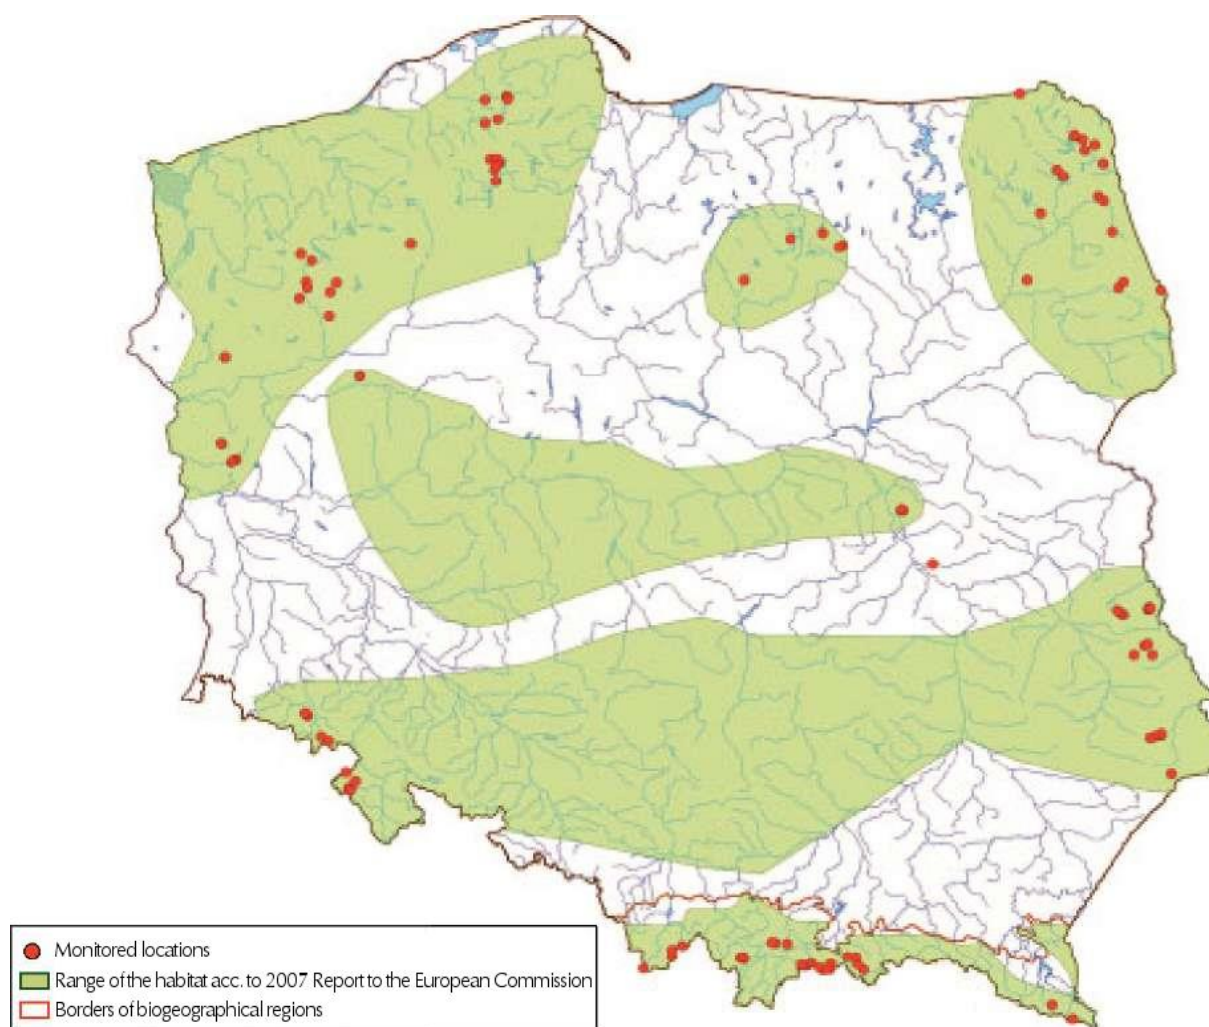 Monitored locations
Range of the habitat acc. to 2007 Report to the European Commission
Borders of biogeographical regions